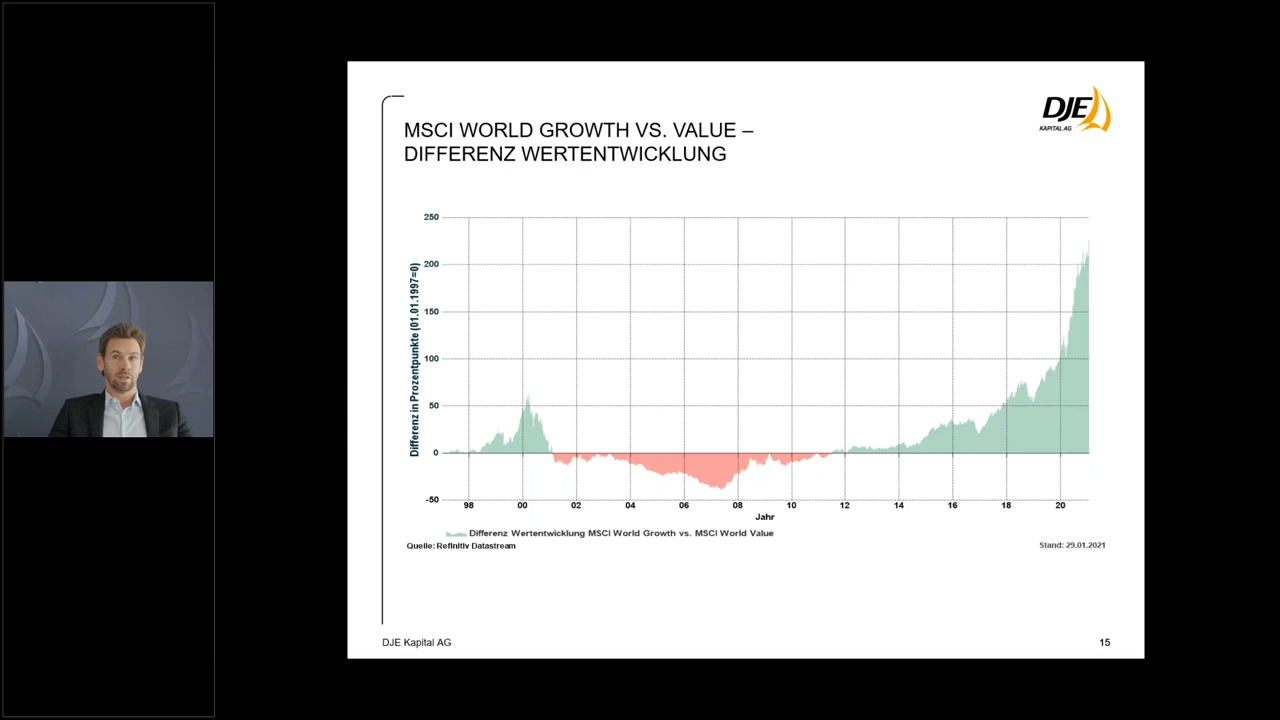 DJE
KAPITAL AG
MSCI WORLD GROWTH VS. VALUE –
DIFFERENZ WERTENTWICKLUNG
Differenz in Prozentpunkte (01.01.1997=0)
250
200
150
100
50
0
-50
98 00 02 04 06 08 10 12 14 16 18 20
Jahr
Differenz Wertentwicklung MSCI World Growth vs. MSCI World Value
Quelle: Refinitiv Datastream
Stand: 29.01.2021
DJE Kapital AG
15